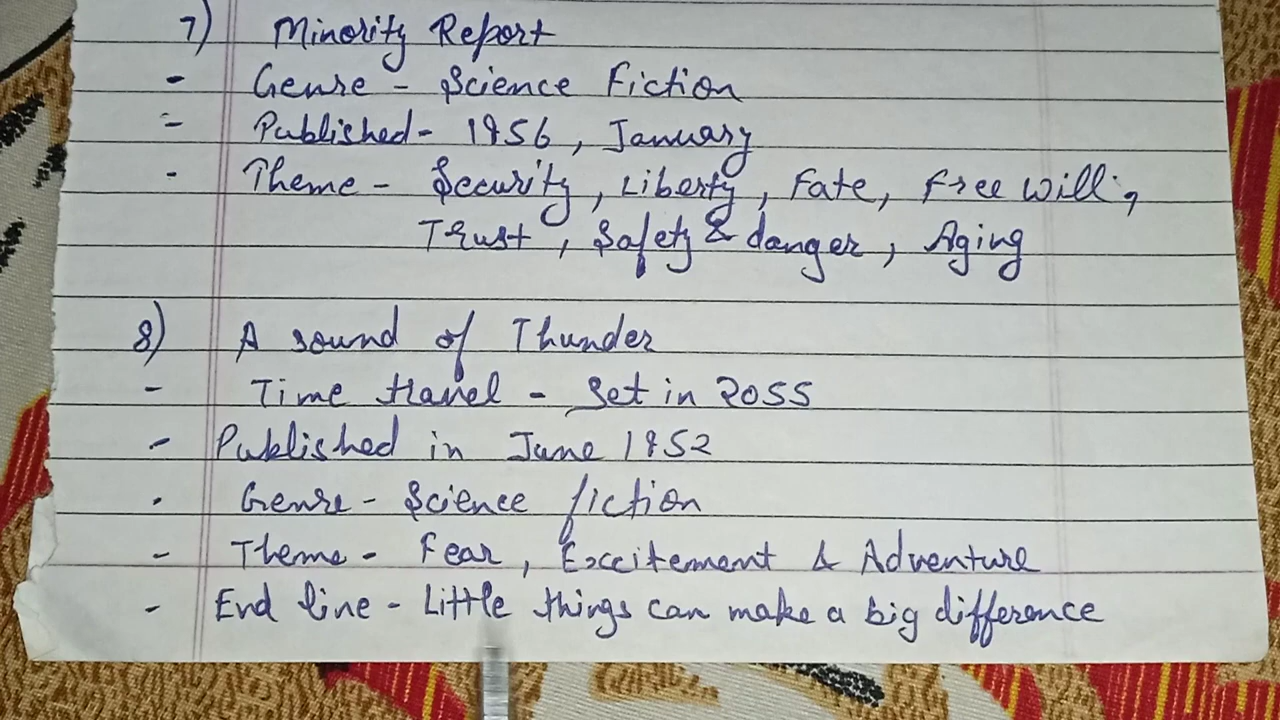 7) Minority Report
- Genre - Science Fiction
- Published - 1956, January
- Theme - Security, Liberty, Fate, Free will,
Trust, Safety & danger, Aging
8) A sound of Thunder
- Time travel - Set in 2055
- Published in June 1952
- Genre - Science fiction
- Theme - Fear, Excitement & Adventure
- End line - Little things can make a big difference